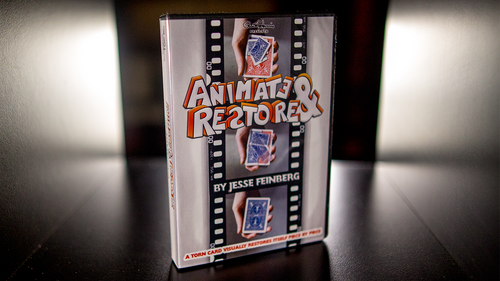 ANIMATE
& RESTORE
BY JESSE FEINBERG
A TORN CARD VISUALLY RESTORES ITSELF PIECE BY PIECE